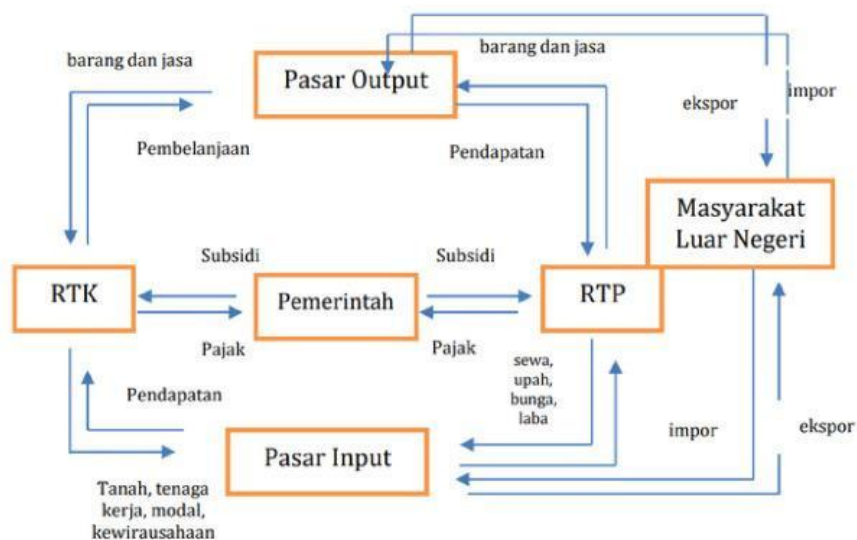 barang dan jasa
Pasar Output
barang dan jasa
ekspor
impor
Pembelanjaan
Pendapatan
Masyarakat
Luar Negeri
Subsidi
Subsidi
RTK
Pemerintah
RTP
Pajak
Pajak
Pendapatan
sewa,
upah,
bunga,
laba
impor
ekspor
Pasar Input
Tanah, tenaga
kerja, modal,
kewirausahaan